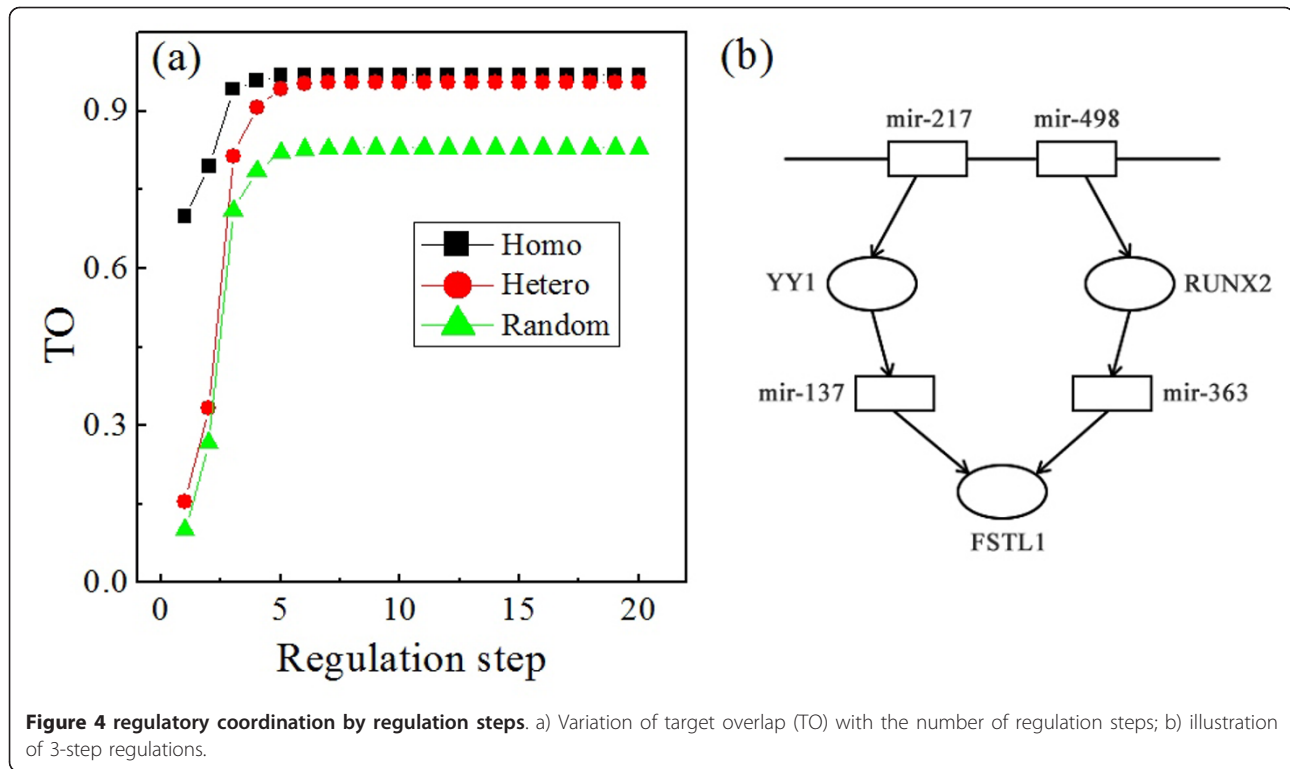 (a)
TO
0.9
0.6
0.3
0.0
Homo
Hetero
Random
0 5 10 15 20
Regulation step
(b)
mir-217 mir-498
YY1 RUNX2
mir-137 mir-363
FSTL1
Figure 4 regulatory coordination by regulation steps. a) Variation of target overlap (TO) with the number of regulation steps; b) illustration
of 3-step regulations.